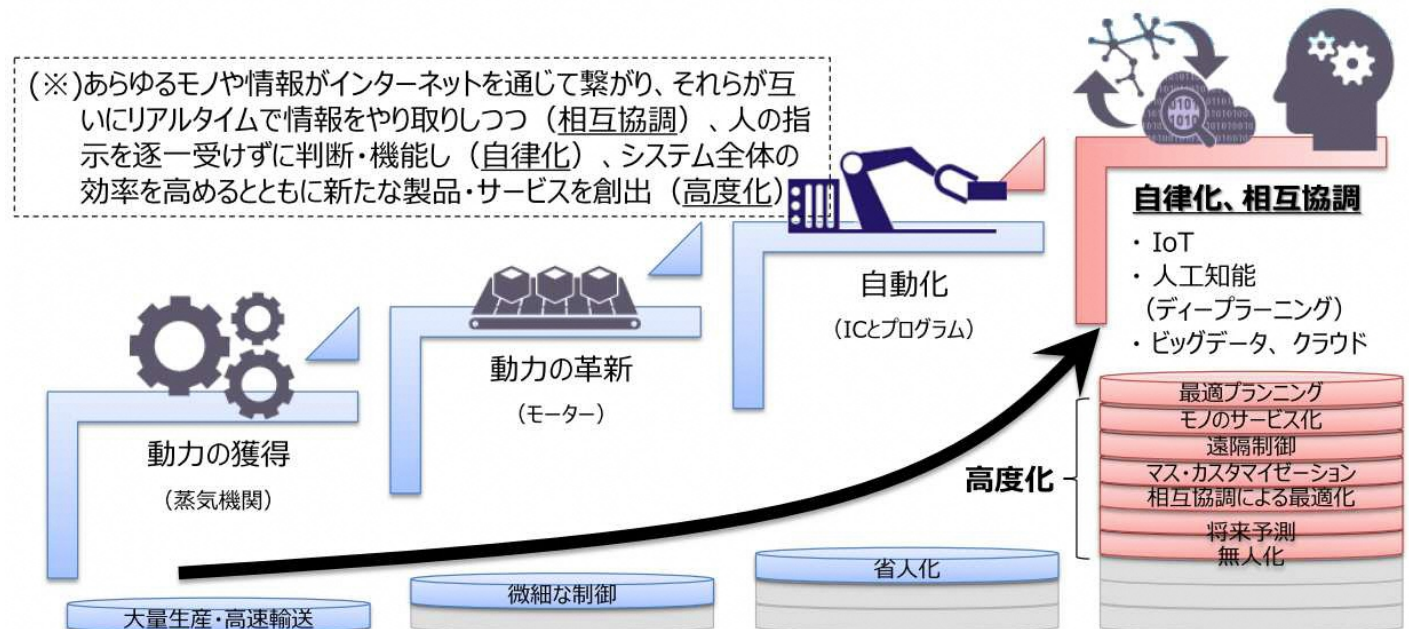 (※)あらゆるモノや情報がインターネットを通じて繋がり、それらが互
いにリアルタイムで情報をやり取りしつつ（相互協調）、人の指
示を逐一受けずに判断・機能し（自律化）、システム全体の
効率を高めるとともに新たな製品・サービスを創出（高度化）
動力の獲得
（蒸気機関）
大量生産・高速輸送
動力の革新
（モーター）
微細な制御
自動化
（ICとプログラム）
省人化
自律化、相互協調
・ IoT
・ 人工知能
（ディープラーニング）
・ ビッグデータ、クラウド
高度化
最適プランニング
モノのサービス化
遠隔制御
マス・カスタマイゼーション
相互協調による最適化
将来予測
無人化